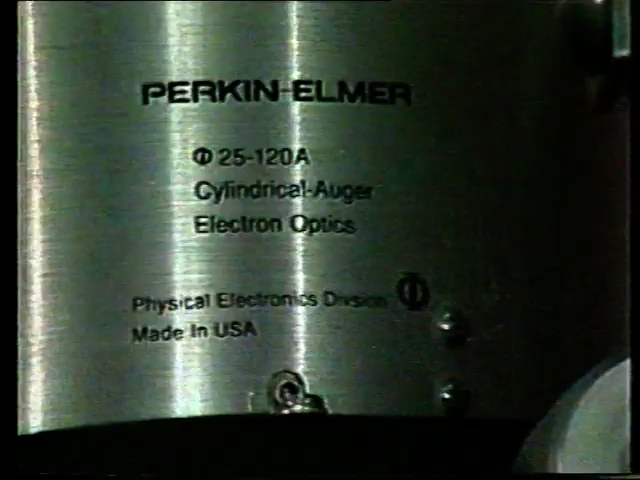 PERKIN-ELMER
Φ 25-120A
Cylindrical-Auger
Electron Optics
Physical Electronics Division Φ
Made In USA